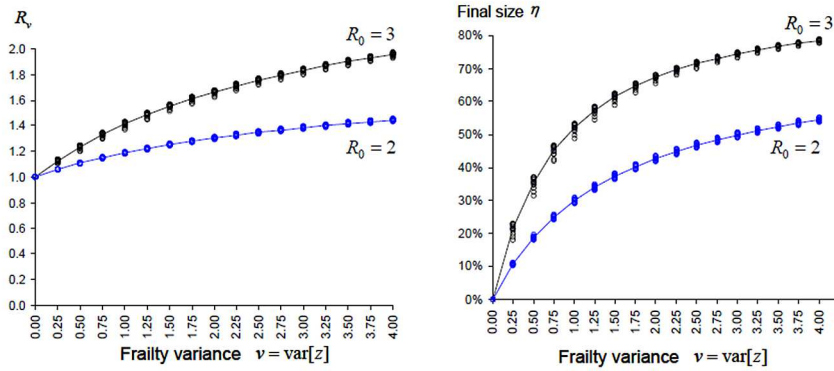 R_v
R_0 = 3
2.0
1.8
1.6
1.4
R_0 = 2
1.2
1.0
0.8
0.6
0.4
0.2
0.0
0.00 0.25 0.50 0.75 1.00 1.25 1.50 1.75 2.00 2.25 2.50 2.75 3.00 3.25 3.50 3.75 4.00
Frailty variance v = var[z]
Final size η
R_0 = 3
80%
70%
60%
50%
R_0 = 2
40%
30%
20%
10%
0%
0.00 0.25 0.50 0.75 1.00 1.25 1.50 1.75 2.00 2.25 2.50 2.75 3.00 3.25 3.50 3.75 4.00
Frailty variance v = var[z]